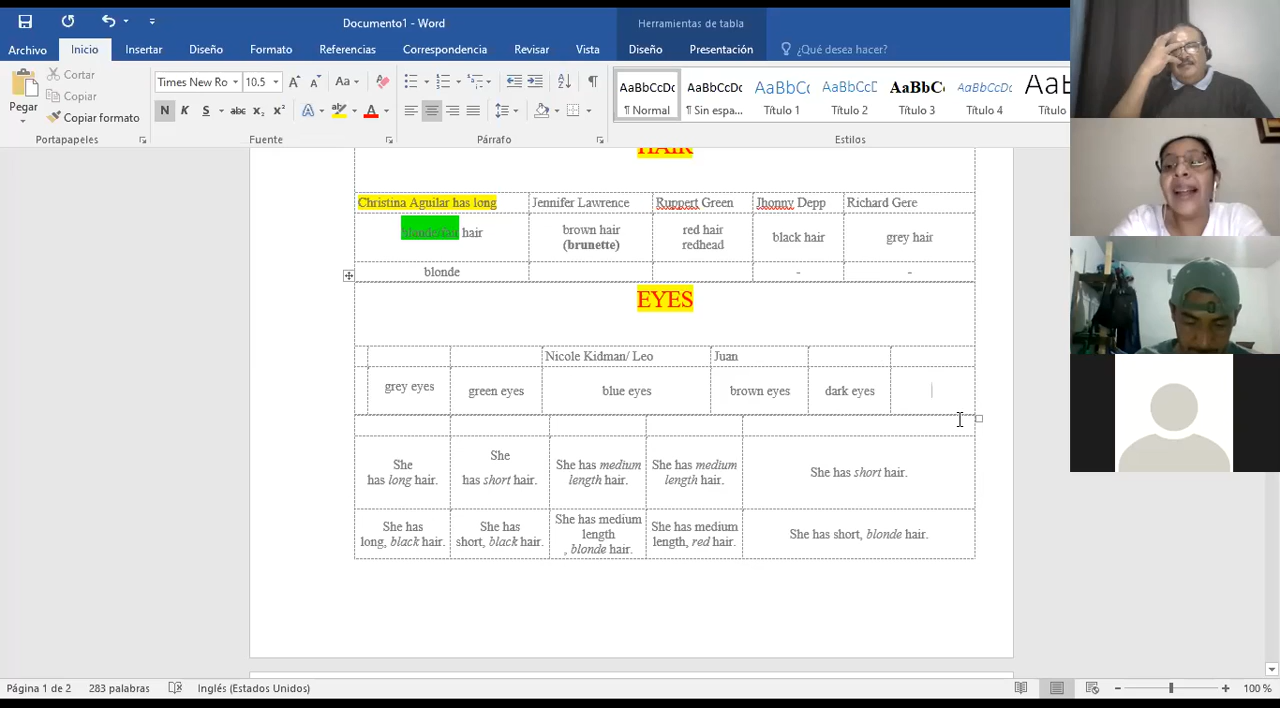 Documento1 - Word
Herramientas de tabla
Archivo Inicio Insertar Diseño Formato Referencias Correspondencia Revisar Vista Diseño Presentación ¿Qué desea hacer?
Pegar
Cortar
Copiar
Copiar formato
Times New Ro 10.5
N K S abc x₂ x²
AaBbCcDc AaBbCcDc AaBbCc AaBbCc AaBbC AaBbCcDc
¶ Normal ¶ Sin espa... Título 1 Título 2 Título 3 Título 4 Título
Portapapeles Fuente Párrafo Estilos
HAIR
Christina Aguilar has long Jennifer Lawrence Ruppert Green Jhonny Depp Richard Gere
blonde/fair hair
brown hair
(brunette)
red hair
redhead
black hair
grey hair
blonde - -
EYES
Nicole Kidman/ Leo Juan
grey eyes green eyes blue eyes brown eyes dark eyes
She
has long hair.
She
has short hair.
She has medium
length hair.
She has medium
length hair.
She has short hair.
She has
long, black hair.
She has
short, black hair.
She has medium
length
, blonde hair.
She has medium
length, red hair.
She has short, blonde hair.
Página 1 de 2 283 palabras Inglés (Estados Unidos) 100 %